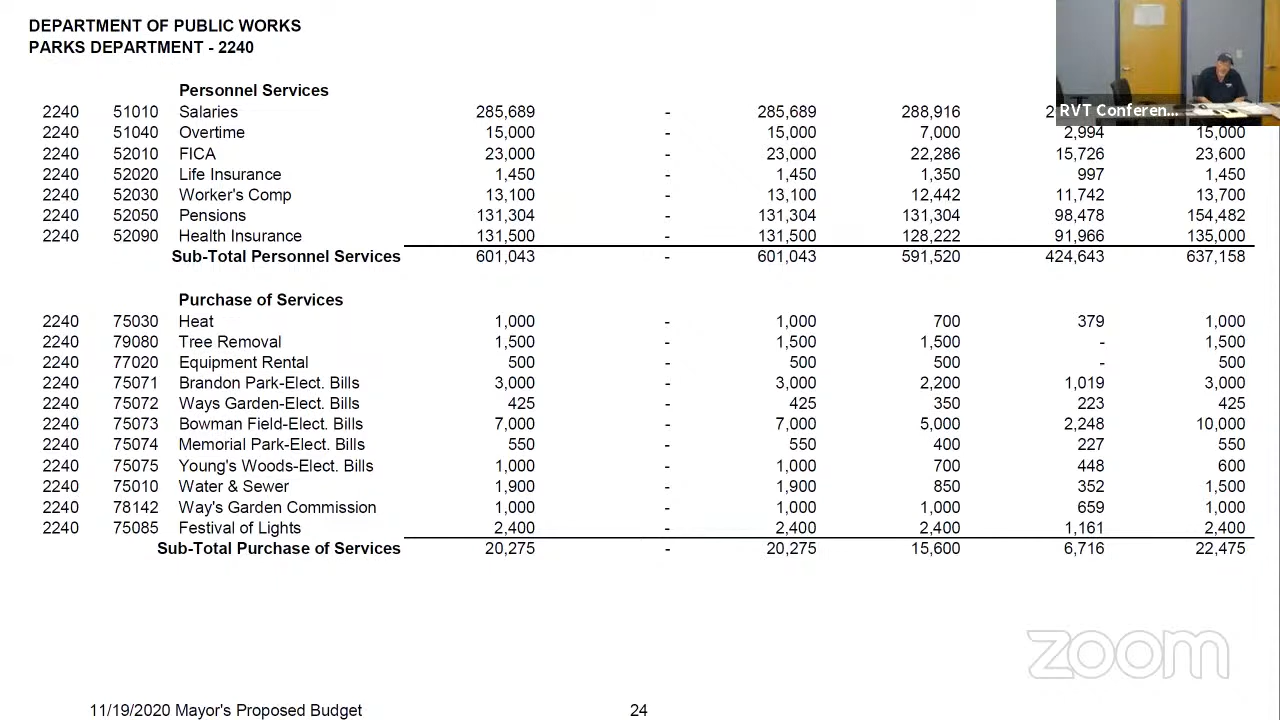 DEPARTMENT OF PUBLIC WORKS
PARKS DEPARTMENT - 2240
Personnel Services
2240 51010 Salaries 285,689 - 285,689 288,916 2
2240 51040 Overtime 15,000 - 15,000 7,000 2,994 15,000
2240 52010 FICA 23,000 - 23,000 22,286 15,726 23,600
2240 52020 Life Insurance 1,450 - 1,450 1,350 997 1,450
2240 52030 Worker's Comp 13,100 - 13,100 12,442 11,742 13,700
2240 52050 Pensions 131,304 - 131,304 131,304 98,478 154,482
2240 52090 Health Insurance 131,500 - 131,500 128,222 91,966 135,000
Sub-Total Personnel Services 601,043 - 601,043 591,520 424,643 637,158
Purchase of Services
2240 75030 Heat 1,000 - 1,000 700 379 1,000
2240 79080 Tree Removal 1,500 - 1,500 1,500 - 1,500
2240 77020 Equipment Rental 500 - 500 500 - 500
2240 75071 Brandon Park-Elect. Bills 3,000 - 3,000 2,200 1,019 3,000
2240 75072 Ways Garden-Elect. Bills 425 - 425 350 223 425
2240 75073 Bowman Field-Elect. Bills 7,000 - 7,000 5,000 2,248 10,000
2240 75074 Memorial Park-Elect. Bills 550 - 550 400 227 550
2240 75075 Young's Woods-Elect. Bills 1,000 - 1,000 700 448 600
2240 75010 Water & Sewer 1,900 - 1,900 850 352 1,500
2240 78142 Way's Garden Commission 1,000 - 1,000 1,000 659 1,000
2240 75085 Festival of Lights 2,400 - 2,400 2,400 1,161 2,400
Sub-Total Purchase of Services 20,275 - 20,275 15,600 6,716 22,475
11/19/2020 Mayor's Proposed Budget 24
RVT Conferen...
zoom